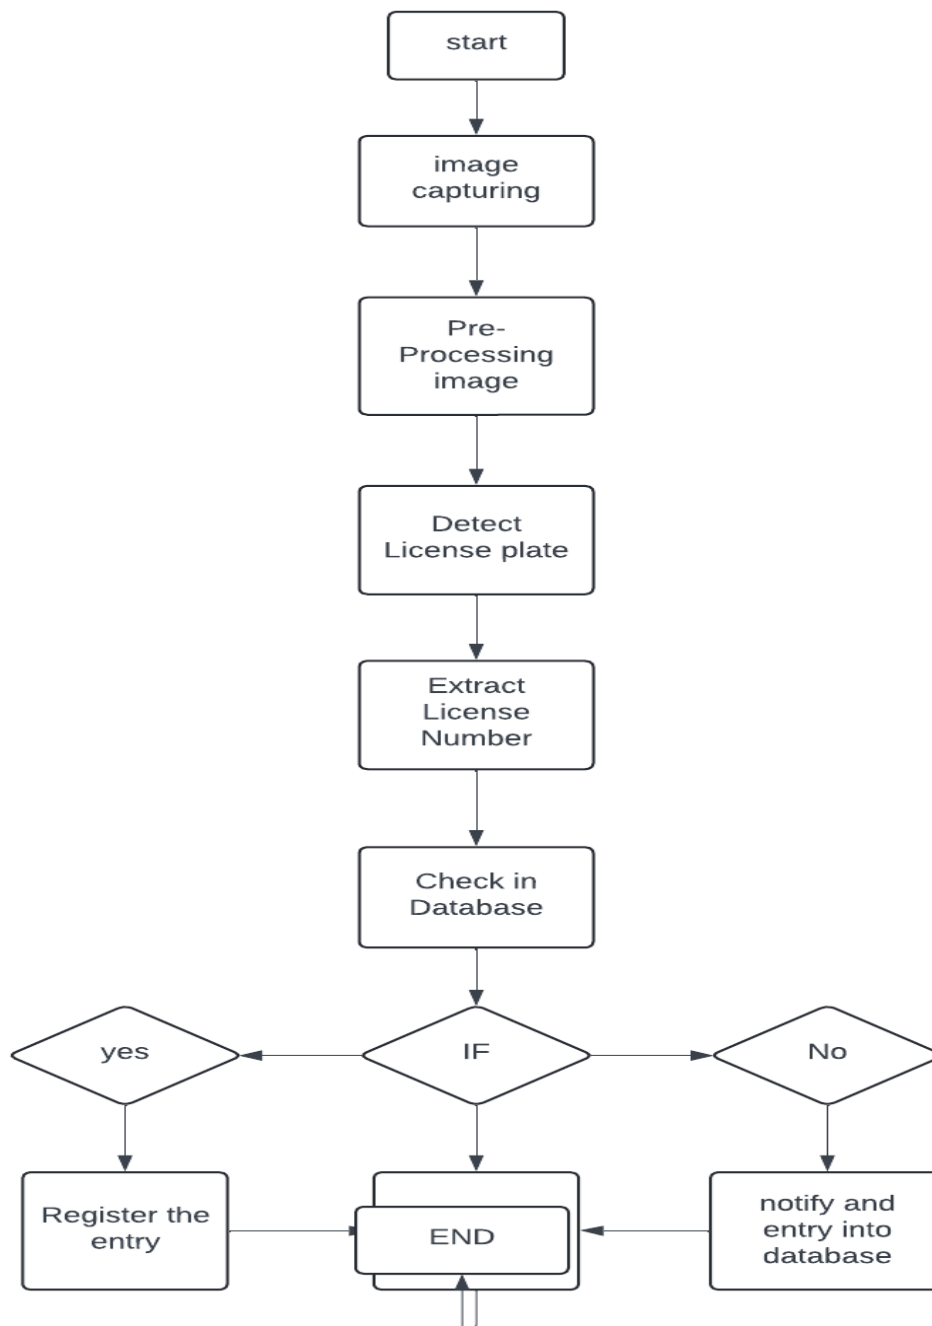 start
image
capturing
Pre-
Processing
image
Detect
License plate
Extract
License
Number
Check in
Database
yes
IF
No
Register the
entry
END
notify and
entry into
database